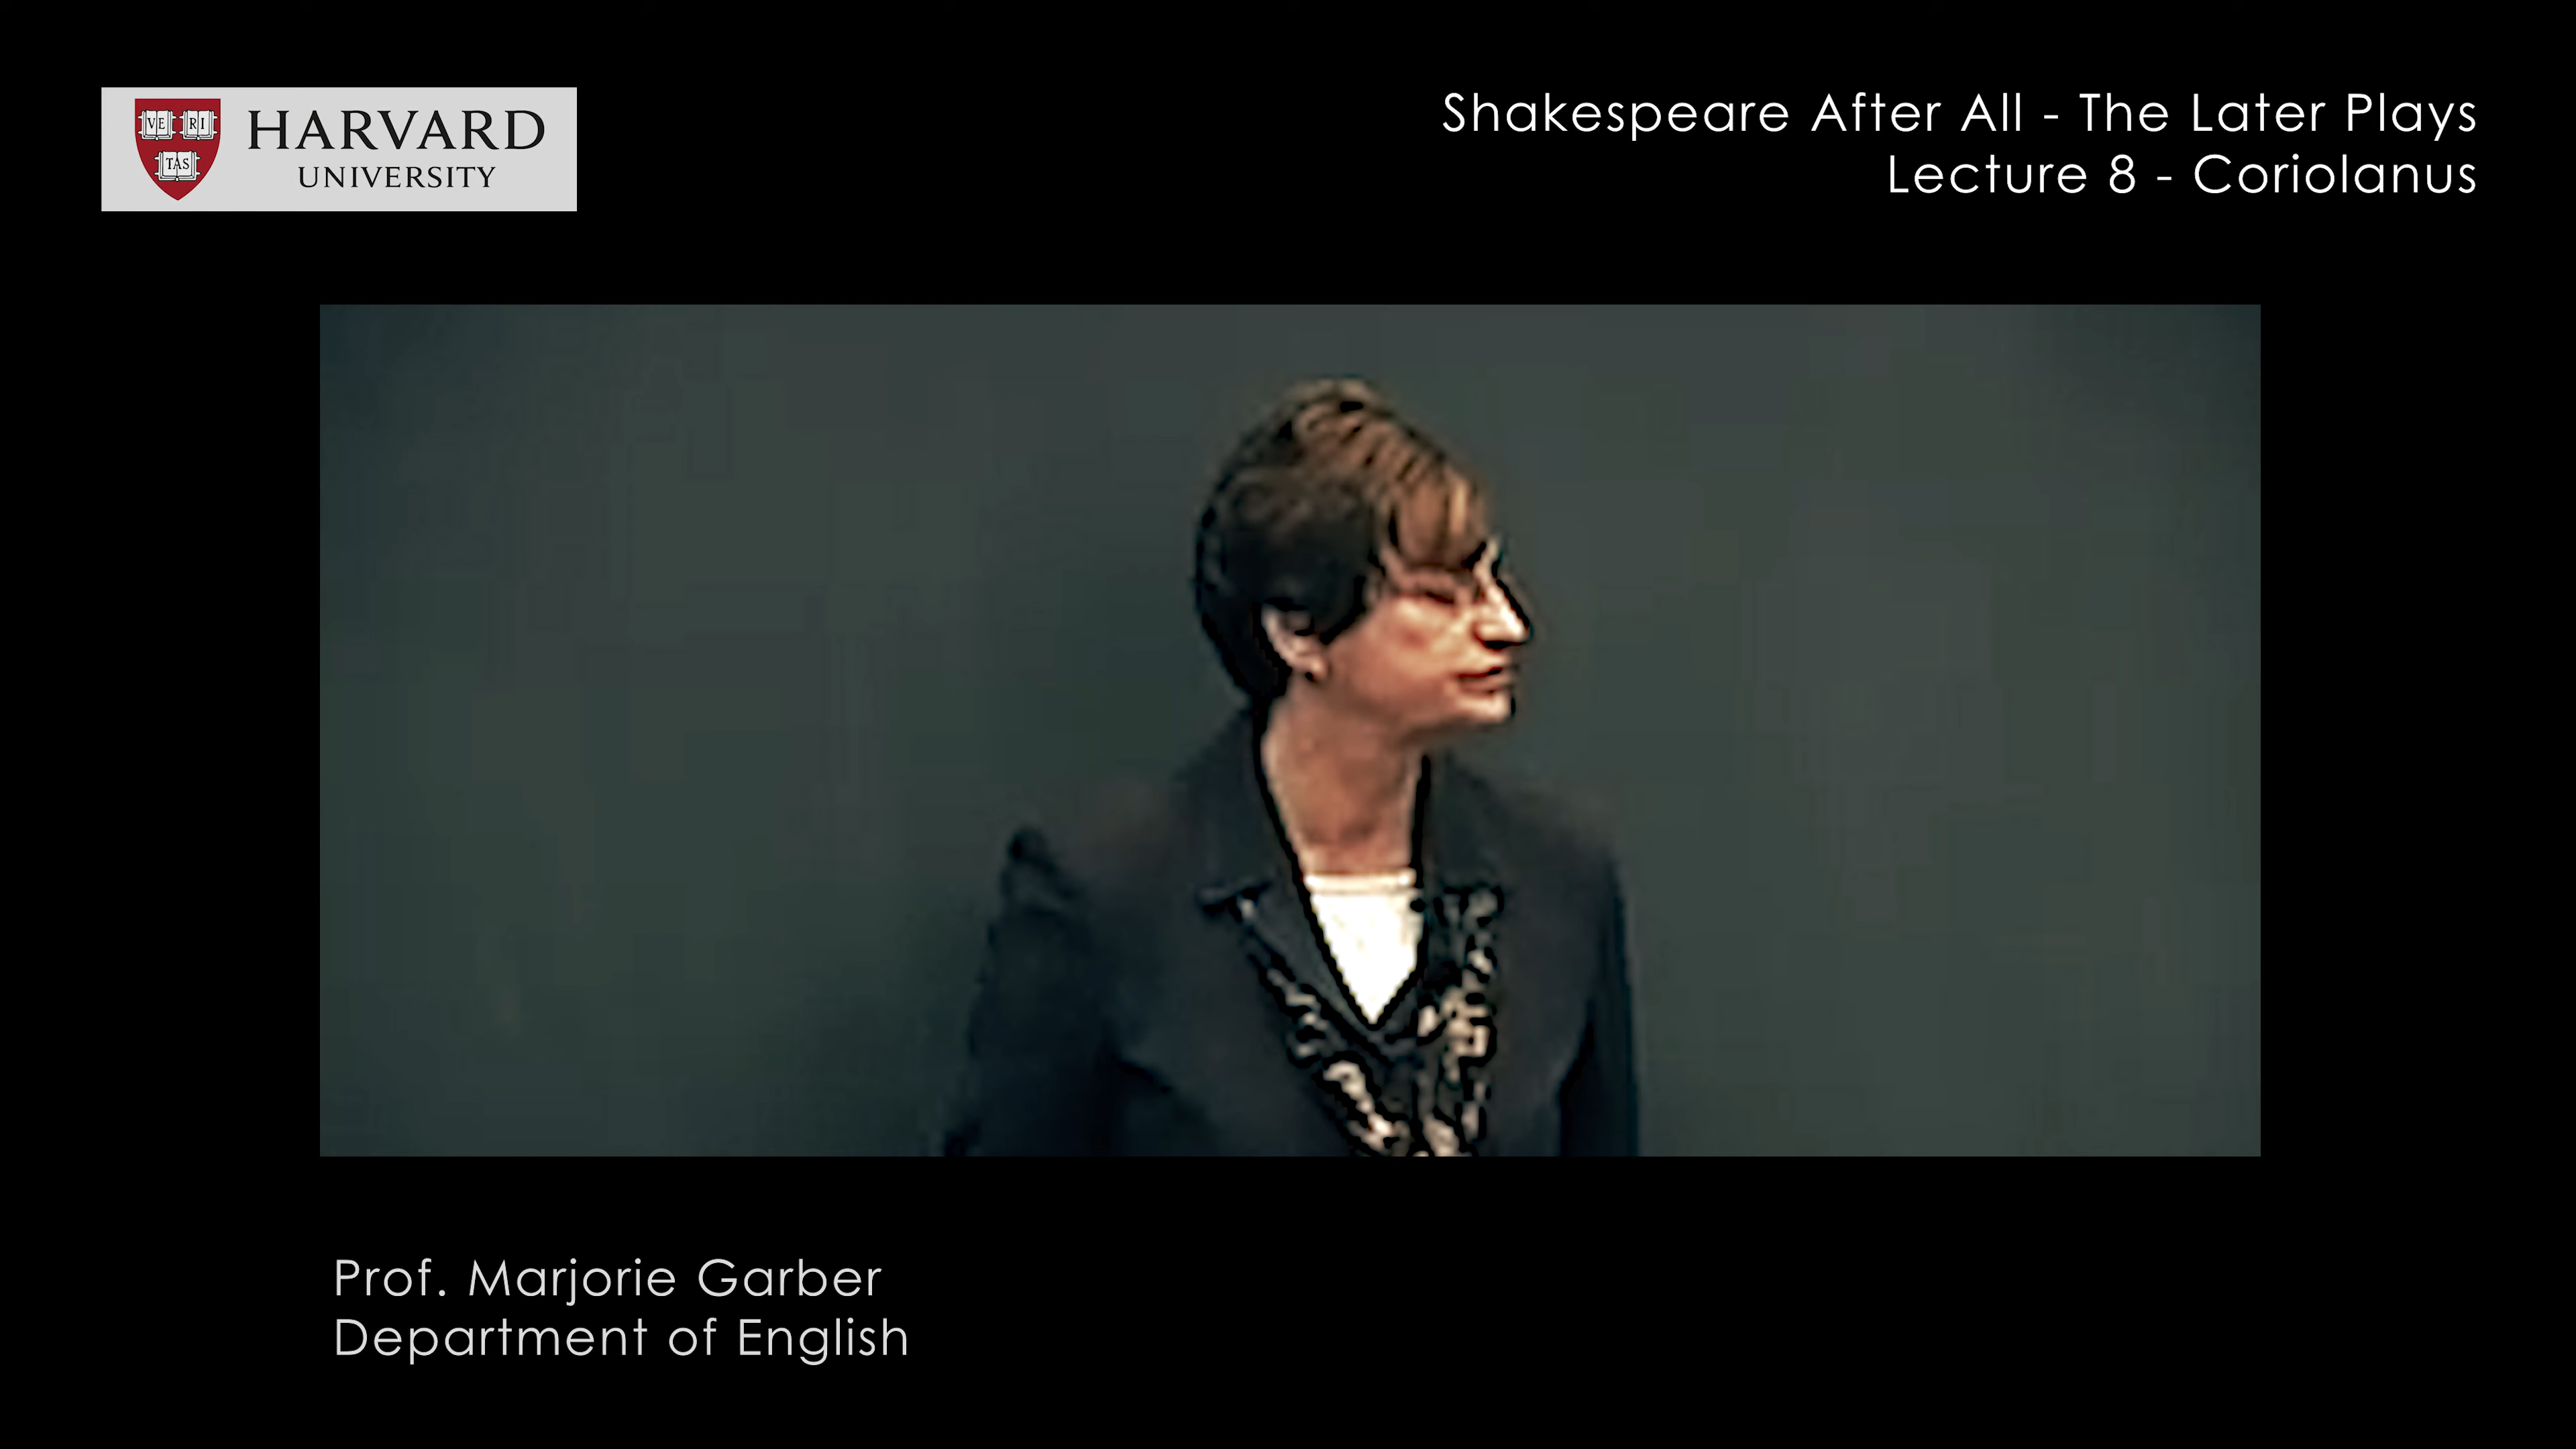 VE RI
TAS
HARVARD
UNIVERSITY
Shakespeare After All - The Later Plays
Lecture 8 - Coriolanus
Prof. Marjorie Garber
Department of English